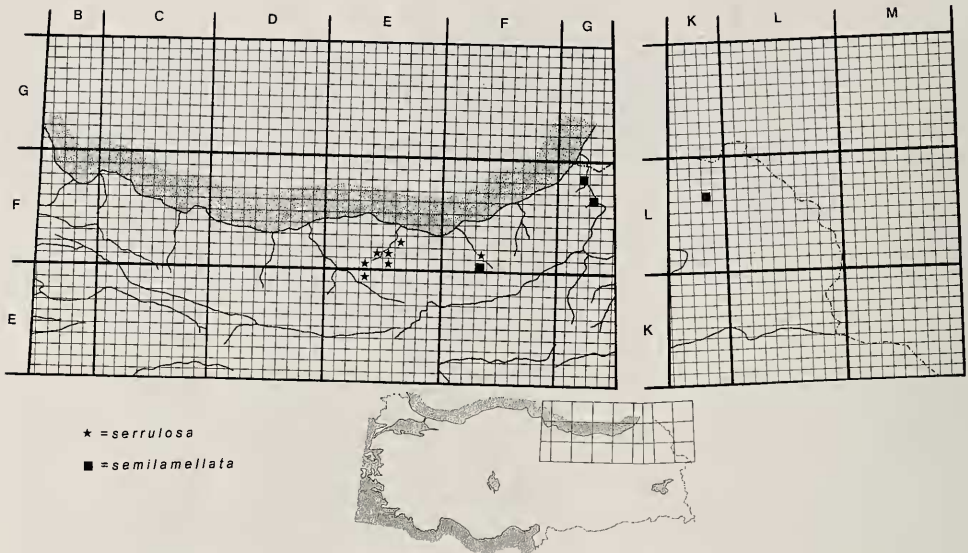 B C D E F G K L M
G
F L
E K
★ = serrulosa
■ = semilamellata